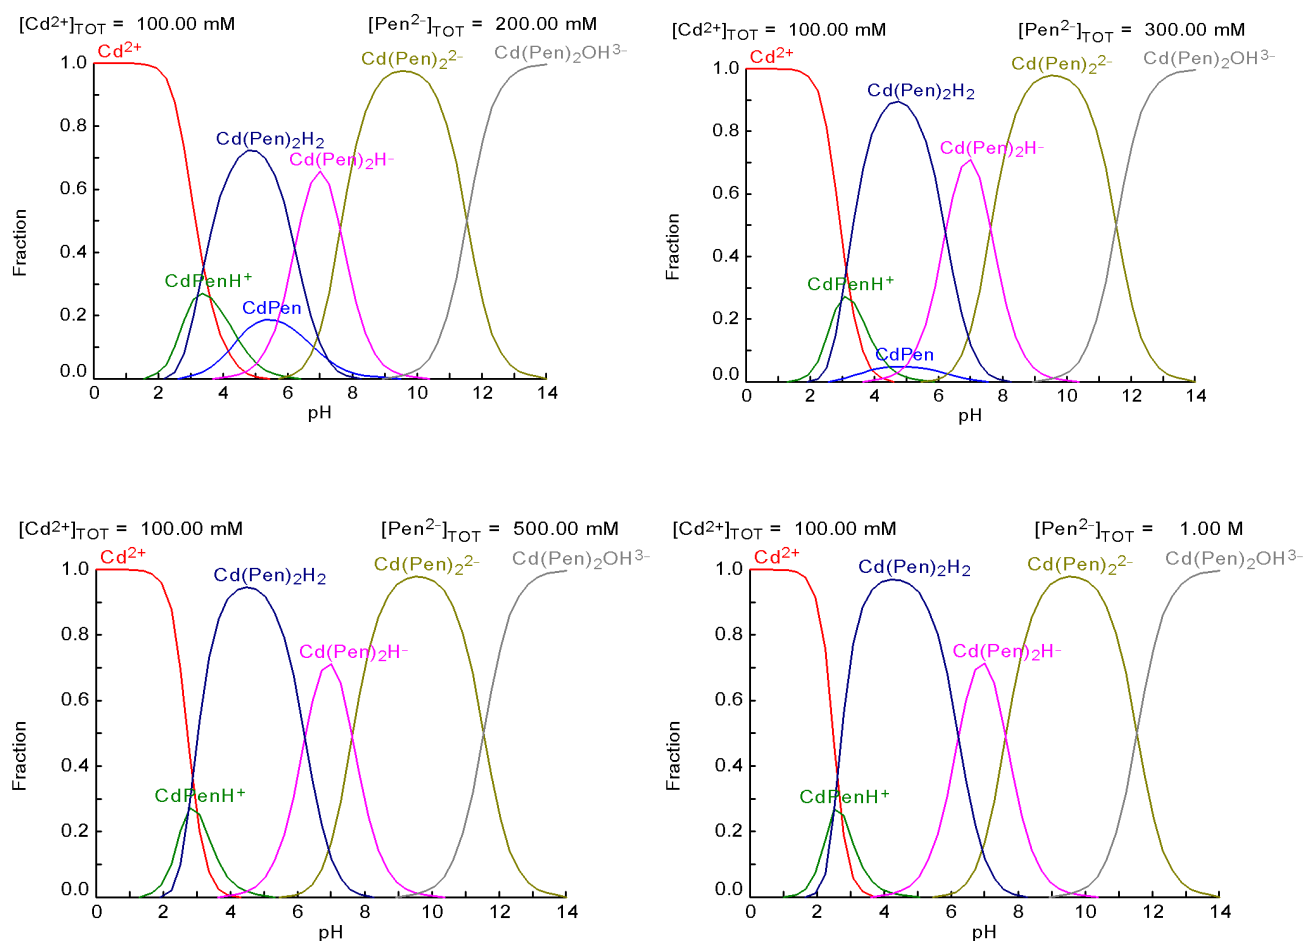 [Cd²⁺]TOT = 100.00 mM [Pen²⁻]TOT = 200.00 mM
Cd²⁺ Cd(Pen)₂²⁻ Cd(Pen)₂OH³⁻
1.0
0.8
Cd(Pen)₂H₂
Cd(Pen)₂H⁻
0.6
Fraction
0.4
CdPenH⁺
CdPen
0.2
0.0
0 2 4 6 8 10 12 14
pH
[Cd²⁺]TOT = 100.00 mM [Pen²⁻]TOT = 300.00 mM
Cd²⁺ Cd(Pen)₂²⁻ Cd(Pen)₂OH³⁻
1.0
Cd(Pen)₂H₂
0.8
Cd(Pen)₂H⁻
0.6
Fraction
0.4
CdPenH⁺
0.2
CdPen
0.0
0 2 4 6 8 10 12 14
pH
[Cd²⁺]TOT = 100.00 mM [Pen²⁻]TOT = 500.00 mM
Cd²⁺ Cd(Pen)₂H₂ Cd(Pen)₂²⁻ Cd(Pen)₂OH³⁻
1.0
0.8
Cd(Pen)₂H⁻
0.6
Fraction
0.4
CdPenH⁺
0.2
0.0
0 2 4 6 8 10 12 14
pH
[Cd²⁺]TOT = 100.00 mM [Pen²⁻]TOT = 1.00 M
Cd²⁺ Cd(Pen)₂H₂ Cd(Pen)₂²⁻ Cd(Pen)₂OH³⁻
1.0
0.8
Cd(Pen)₂H⁻
0.6
Fraction
0.4
CdPenH⁺
0.2
0.0
0 2 4 6 8 10 12 14
pH